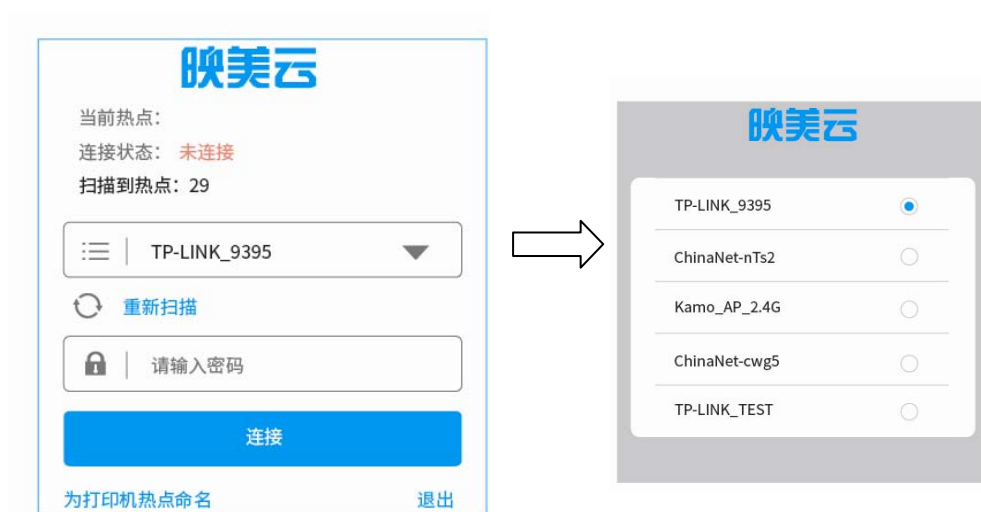 映美云
当前热点：
连接状态： 未连接
扫描到热点：29
TP-LINK_9395
重新扫描
请输入密码
连接
为打印机热点命名 退出
映美云
TP-LINK_9395
ChinaNet-nTs2
Kamo_AP_2.4G
ChinaNet-cwg5
TP-LINK_TEST